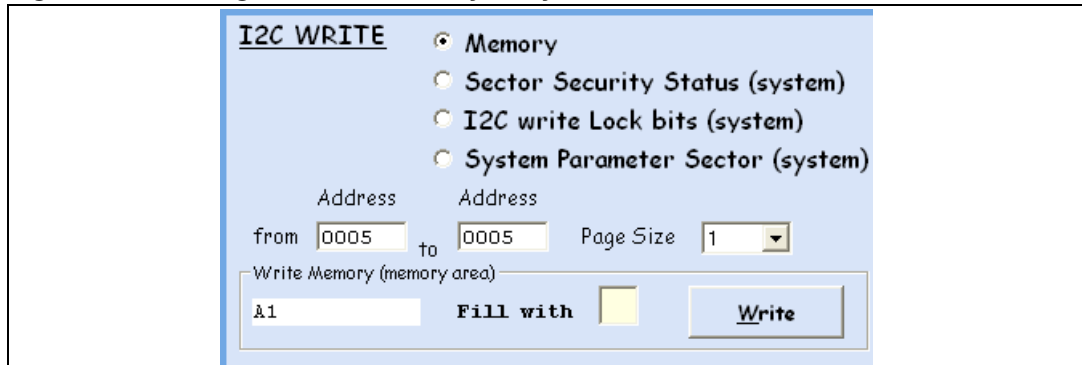 I2C WRITE
Memory
Sector Security Status (system)
I2C write Lock bits (system)
System Parameter Sector (system)
Address Address
from 0005 to 0005 Page Size 1
Write Memory (memory area)
A1 Fill with Write